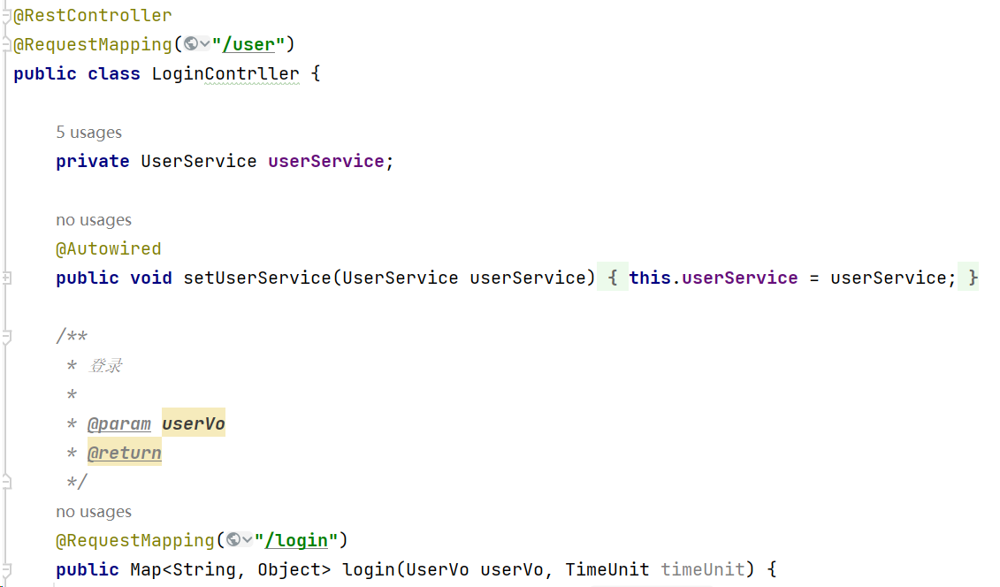 @RestController
@RequestMapping("/user")
public class LoginContrller {
5 usages
private UserService userService;
no usages
@Autowired
public void setUserService(UserService userService) { this.userService = userService; }
/**
* 登录
*
* @param userVo
* @return
*/
no usages
@RequestMapping("/login")
public Map<String, Object> login(UserVo userVo, TimeUnit timeUnit) {